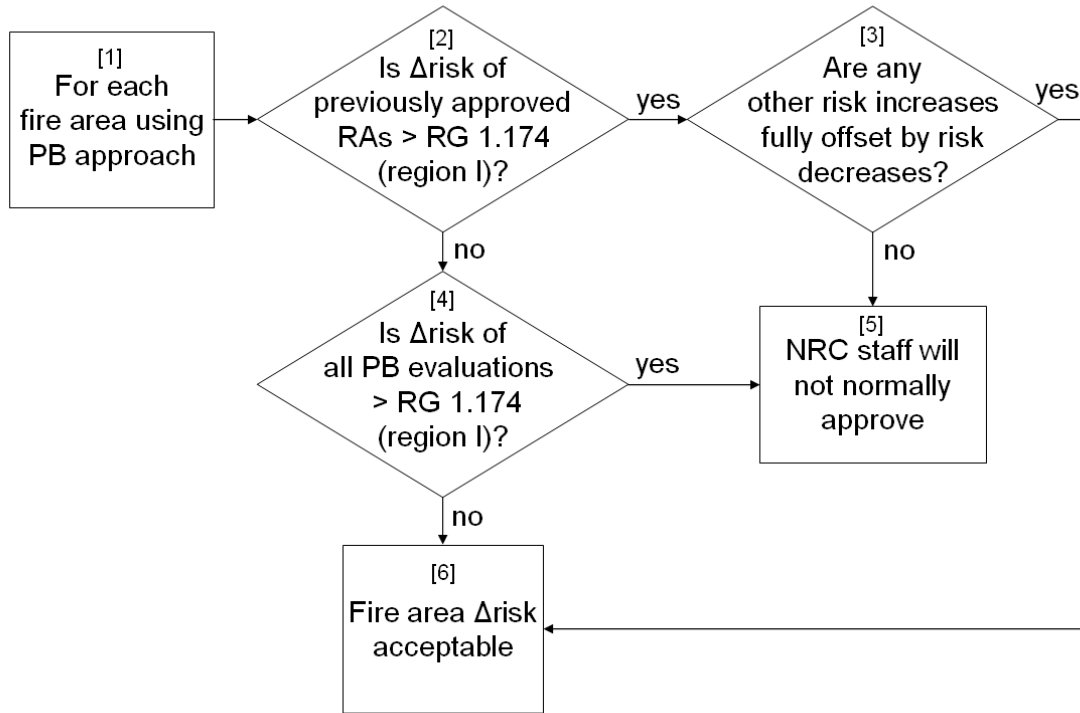 [1]
For each
fire area using
PB approach
[2]
Is Δrisk of
previously approved
RAs > RG 1.174
(region I)?
yes
[3]
Are any
other risk increases
fully offset by risk
decreases?
yes
no
no
[4]
Is Δrisk of
all PB evaluations
> RG 1.174
(region I)?
yes
[5]
NRC staff will
not normally
approve
no
[6]
Fire area Δrisk
acceptable